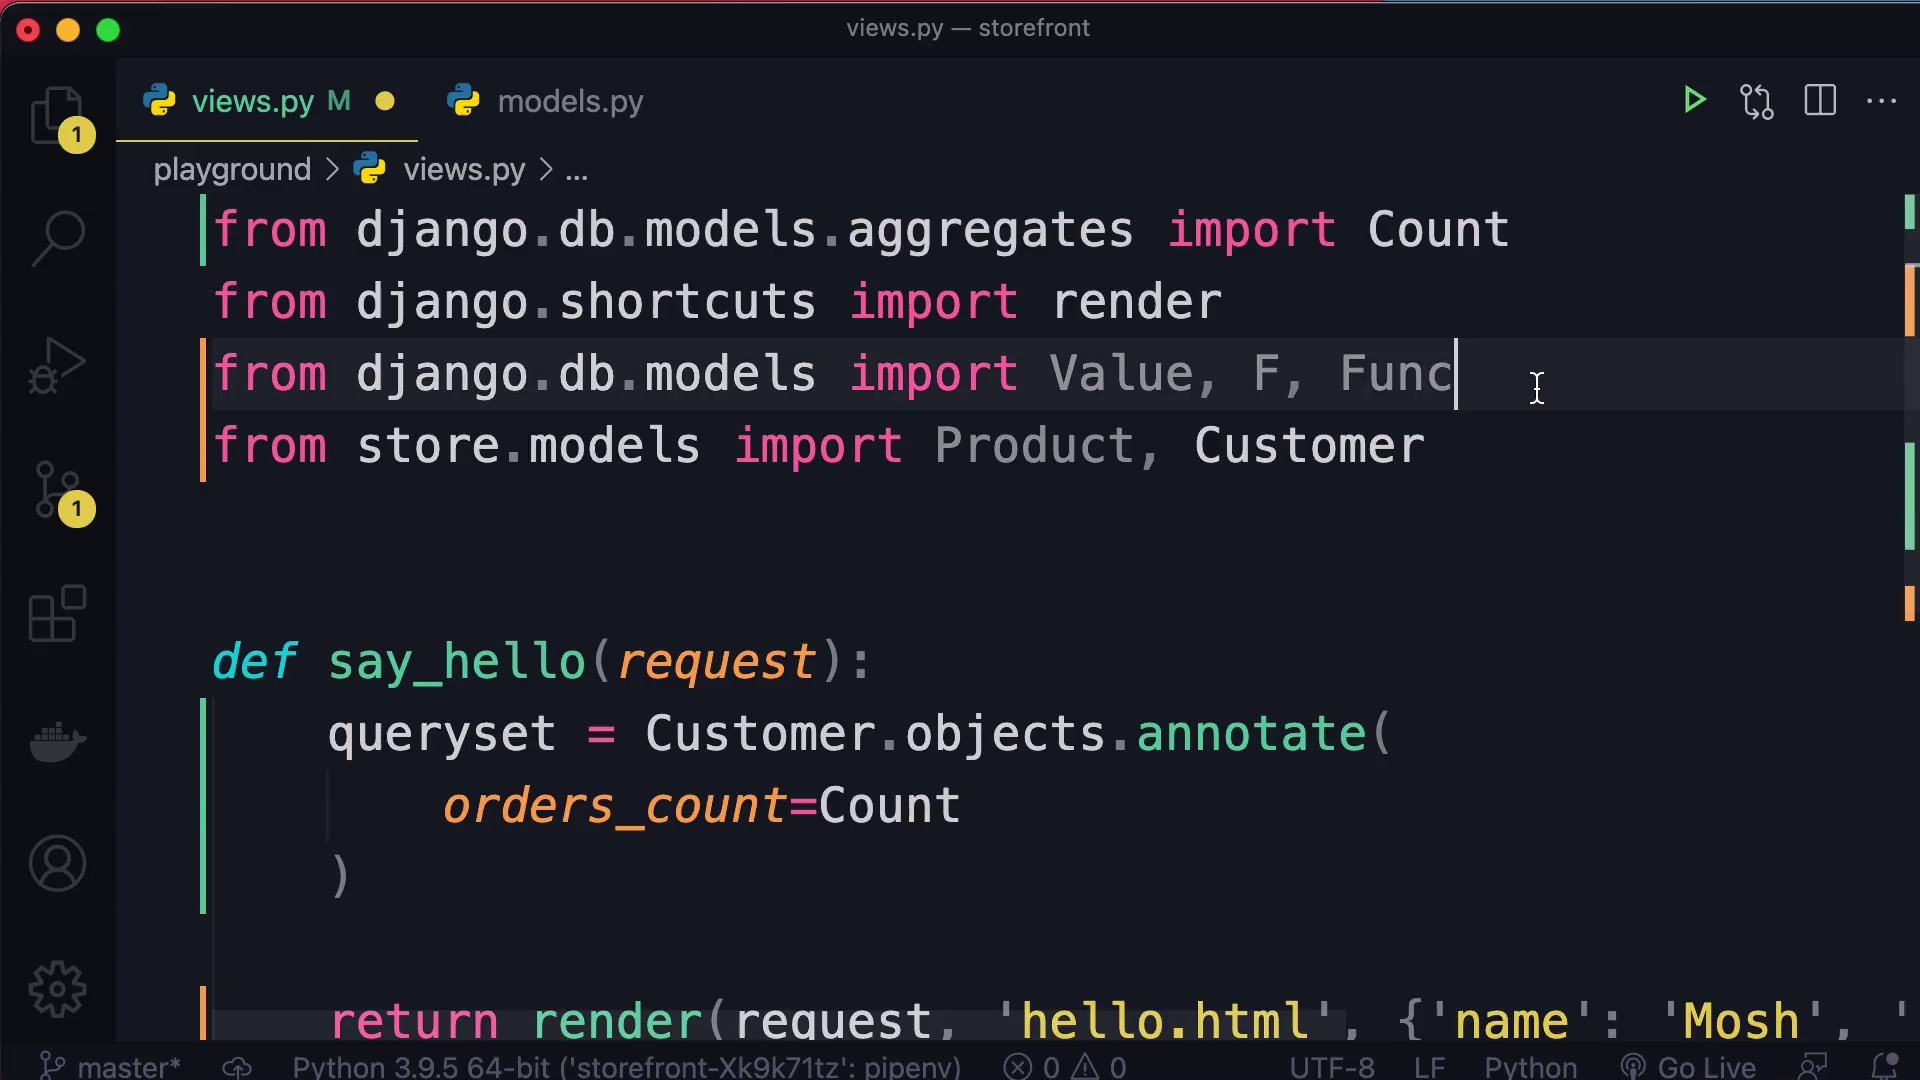 views.py — storefront
views.py M
models.py
1
playground > views.py > ...
from django.db.models.aggregates import Count
from django.shortcuts import render
from django.db.models import Value, F, Func
from store.models import Product, Customer
1
def say_hello(request):
queryset = Customer.objects.annotate(
orders_count=Count
)
return render(request, 'hello.html', {'name': 'Mosh', '
master* Python 3.9.5 64-bit ('storefront-Xk9k71tz': pipenv) 0 0 UTF-8 LF Python Go Live